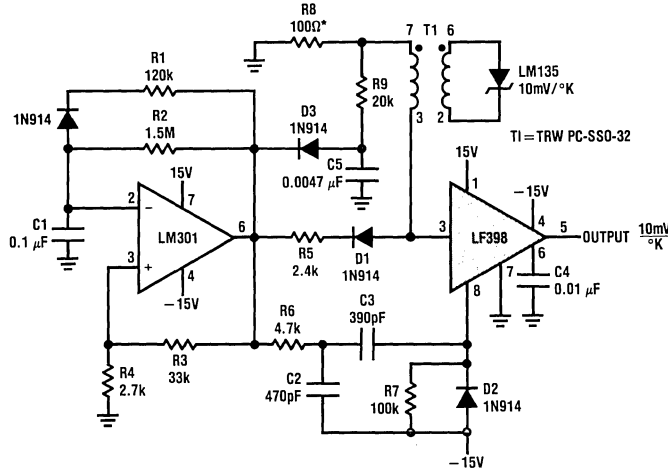 R8
100Ω*
7 T1 6
R1
120k
R9
20k
LM135
10mV/°K
1N914
R2
1.5M
D3
1N914
3 2
TI=TRW PC-SSO-32
C5
0.0047 μF
15V
15V
1
−15V
2 − 7
4
C1
0.1 μF
LM301
6
3
LF398
5 OUTPUT 10mV/°K
3 +
4
R5
2.4k
D1
1N914
7
6
8
C4
0.01 μF
−15V
R6
4.7k
C3
390pF
R3
33k
R4
2.7k
C2
470pF
R7
100k
D2
1N914
−15V